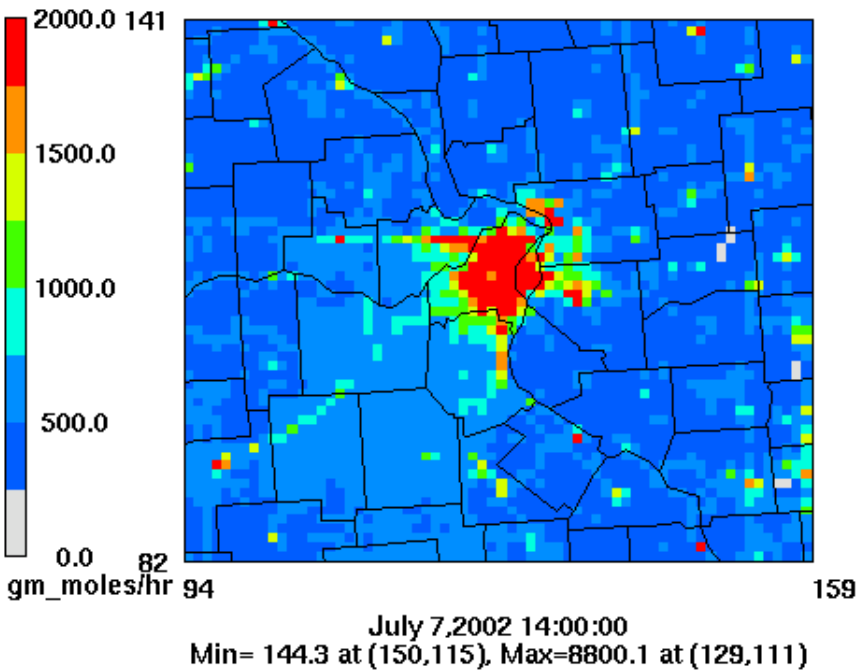 2000.0 141
1500.0
1000.0
500.0
0.0 82
gm_moles/hr 94 159
July 7,2002 14:00:00
Min= 144.3 at (150,115), Max=8800.1 at (129,111)